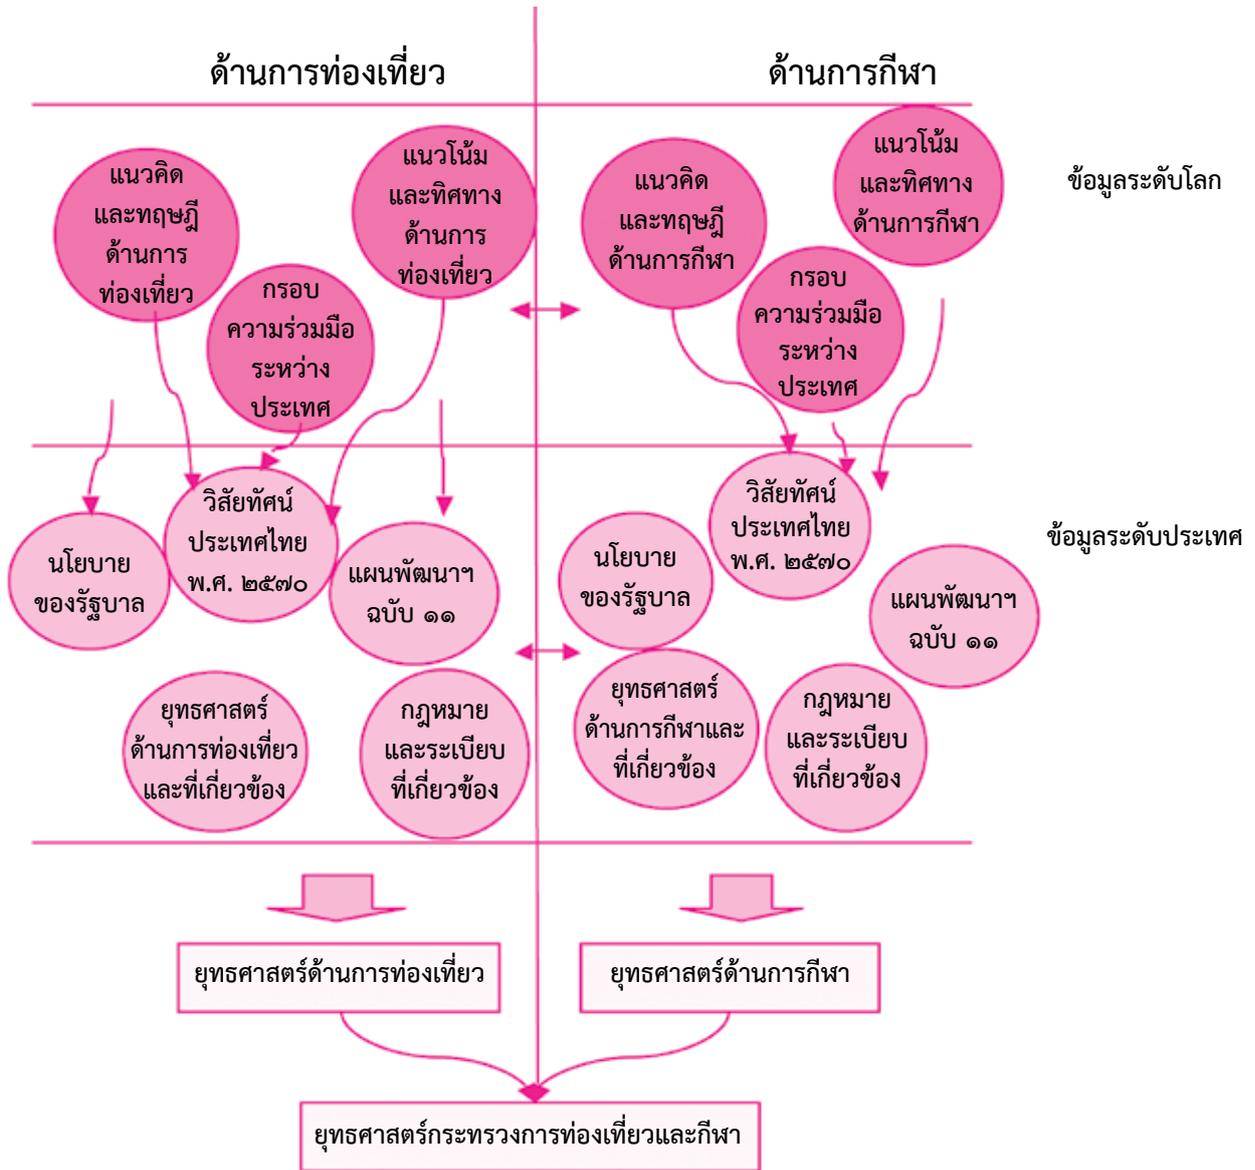 ด้านการท่องเที่ยว
ด้านการกีฬา
แนวคิด
และทฤษฎี
ด้านการ
ท่องเที่ยว
กรอบ
ความร่วมมือ
ระหว่าง
ประเทศ
แนวโน้ม
และทิศทาง
ด้านการ
ท่องเที่ยว
แนวคิด
และทฤษฎี
ด้านการกีฬา
กรอบ
ความร่วมมือ
ระหว่าง
ประเทศ
แนวโน้ม
และทิศทาง
ด้านการกีฬา
ข้อมูลระดับโลก
นโยบาย
ของรัฐบาล
วิสัยทัศน์
ประเทศไทย
พ.ศ. ๒๕๗๐
แผนพัฒนาฯ
ฉบับ ๑๑
ยุทธศาสตร์
ด้านการท่องเที่ยว
และที่เกี่ยวข้อง
กฎหมาย
และระเบียบ
ที่เกี่ยวข้อง
นโยบาย
ของรัฐบาล
วิสัยทัศน์
ประเทศไทย
พ.ศ. ๒๕๗๐
แผนพัฒนาฯ
ฉบับ ๑๑
ยุทธศาสตร์
ด้านการกีฬาและ
ที่เกี่ยวข้อง
กฎหมาย
และระเบียบ
ที่เกี่ยวข้อง
ข้อมูลระดับประเทศ
ยุทธศาสตร์ด้านการท่องเที่ยว
ยุทธศาสตร์ด้านการกีฬา
ยุทธศาสตร์กระทรวงการท่องเที่ยวและกีฬา